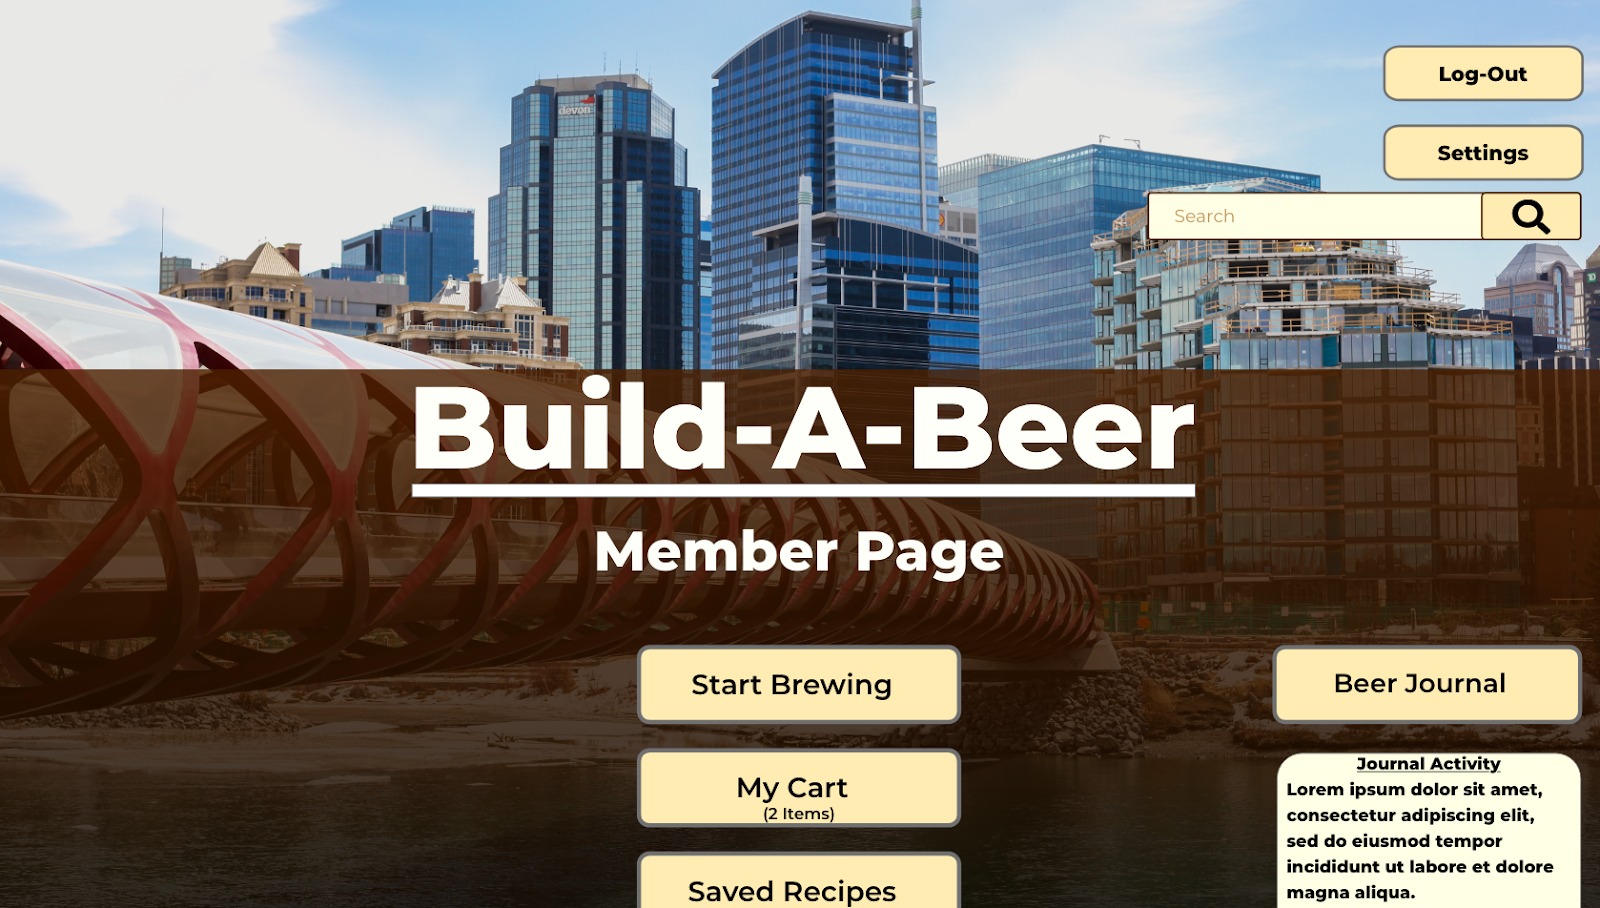 devon
Log-Out
Settings
Search
Build-A-Beer
Member Page
Start Brewing
Beer Journal
My Cart
(2 Items)
Journal Activity
Lorem ipsum dolor sit amet,
consectetur adipiscing elit,
sed do eiusmod tempor
incididunt ut labore et dolore
magna aliqua.
Saved Recipes